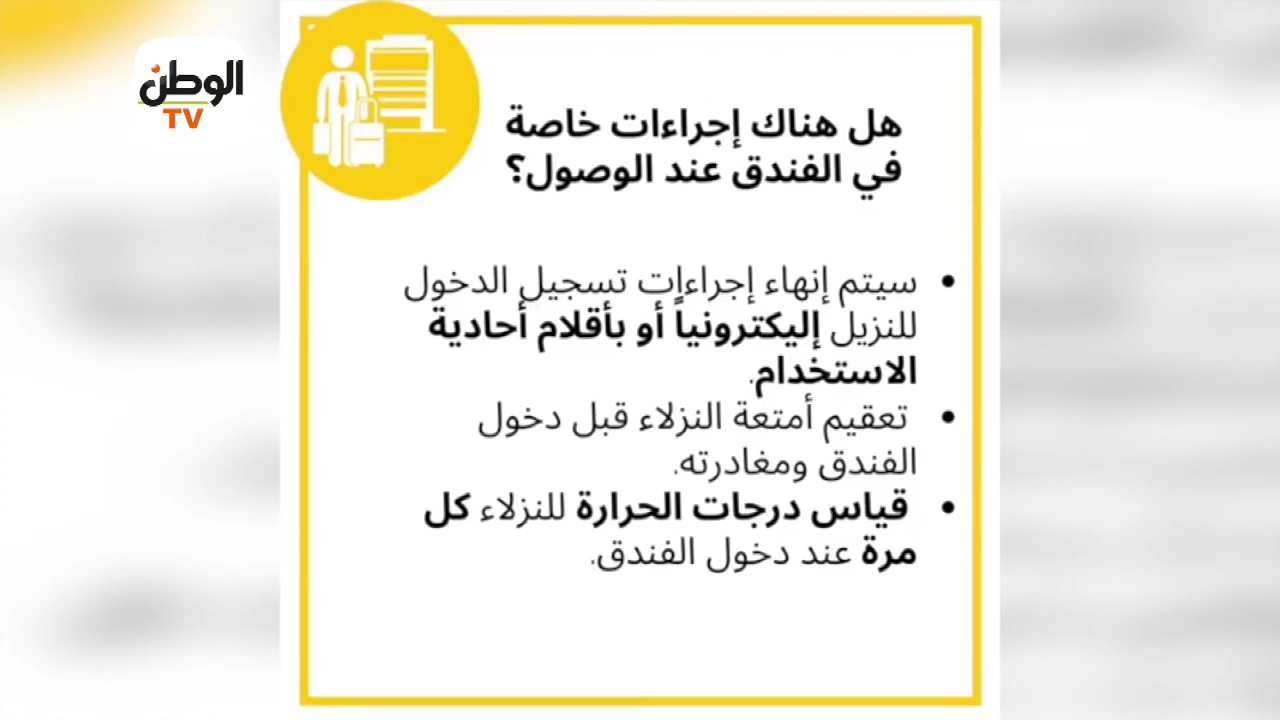 الوطن
TV
هل هناك إجراءات خاصة
في الفندق عند الوصول؟
• سيتم إنهاء إجراءات تسجيل الدخول
للنزيل إليكترونياً أو بأقلام أحادية
الاستخدام.
• تعقيم أمتعة النزلاء قبل دخول
الفندق ومغادرته.
• قياس درجات الحرارة للنزلاء كل
مرة عند دخول الفندق.